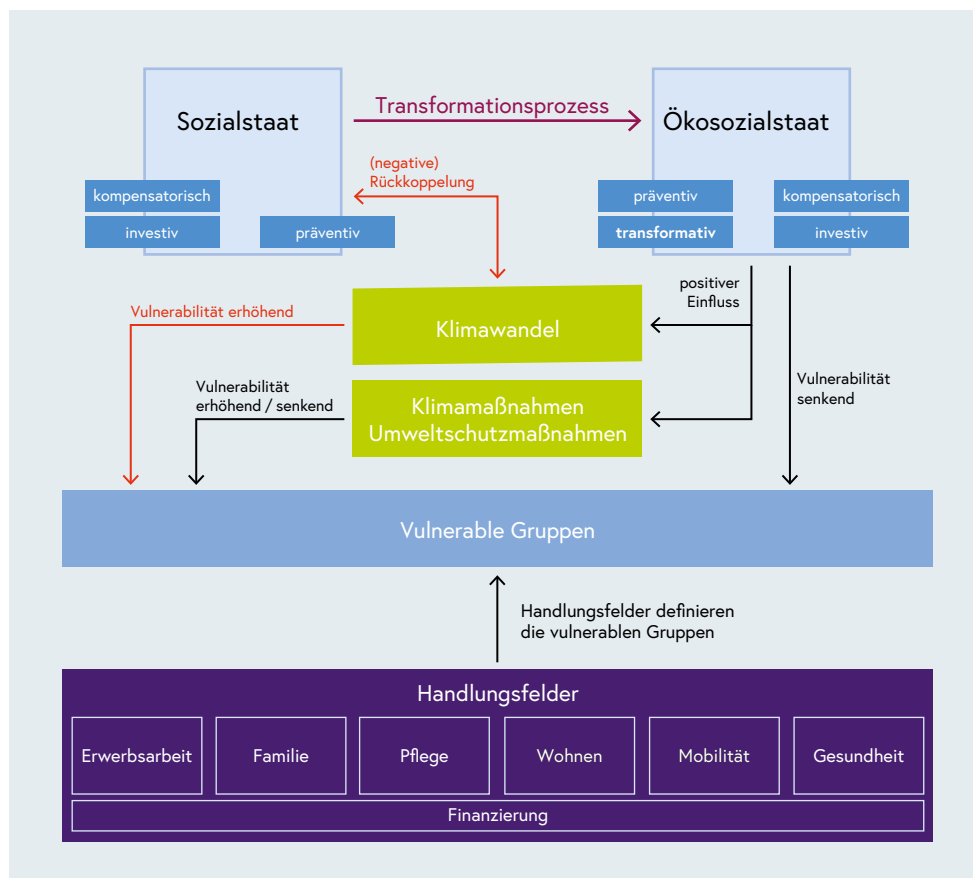 Sozialstaat
Transformationsprozess
Ökosozialstaat
(negative)
Rückkoppelung
kompensatorisch
investiv
präventiv
präventiv
transformativ
kompensatorisch
investiv
positiver
Einfluss
Vulnerabilität erhöhend
Klimawandel
Vulnerabilität
erhöhend / senkend
Klimamaßnahmen
Umweltschutzmaßnahmen
Vulnerabilität
senkend
Vulnerable Gruppen
Handlungsfelder definieren
die vulnerablen Gruppen
Handlungsfelder
Erwerbsarbeit
Familie
Pflege
Wohnen
Mobilität
Gesundheit
Finanzierung